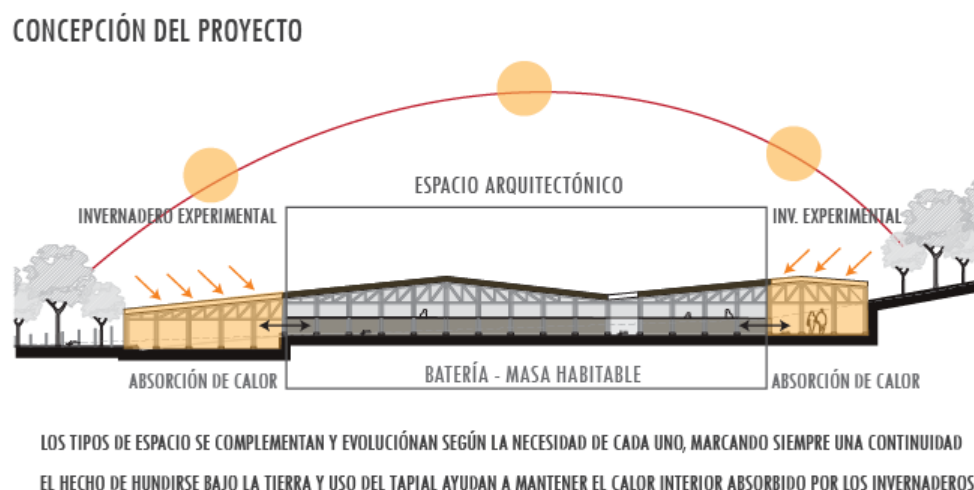 CONCEPCIÓN DEL PROYECTO
ESPACIO ARQUITECTÓNICO
INVERNADERO EXPERIMENTAL
INV. EXPERIMENTAL
ABSORCIÓN DE CALOR
BATERÍA - MASA HABITABLE
ABSORCIÓN DE CALOR
LOS TIPOS DE ESPACIO SE COMPLEMENTAN Y EVOLUCIÓNAN SEGÚN LA NECESIDAD DE CADA UNO, MARCANDO SIEMPRE UNA CONTINUIDAD
EL HECHO DE HUNDIRSE BAJO LA TIERRA Y USO DEL TAPIAL AYUDAN A MANTENER EL CALOR INTERIOR ABSORBIDO POR LOS INVERNADEROS